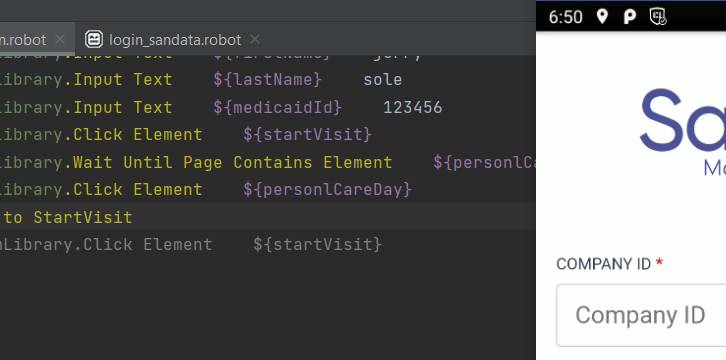 n.robot login_sandata.robot
ibrary.Input Text ${firstName} jerry
ibrary.Input Text ${lastName} sole
ibrary.Input Text ${medicaidId} 123456
ibrary.Click Element ${startVisit}
ibrary.Wait Until Page Contains Element ${personlCa
ibrary.Click Element ${personlCareDay}
to StartVisit
mLibrary.Click Element ${startVisit}
6:50
Sa
Mo
COMPANY ID *
Company ID